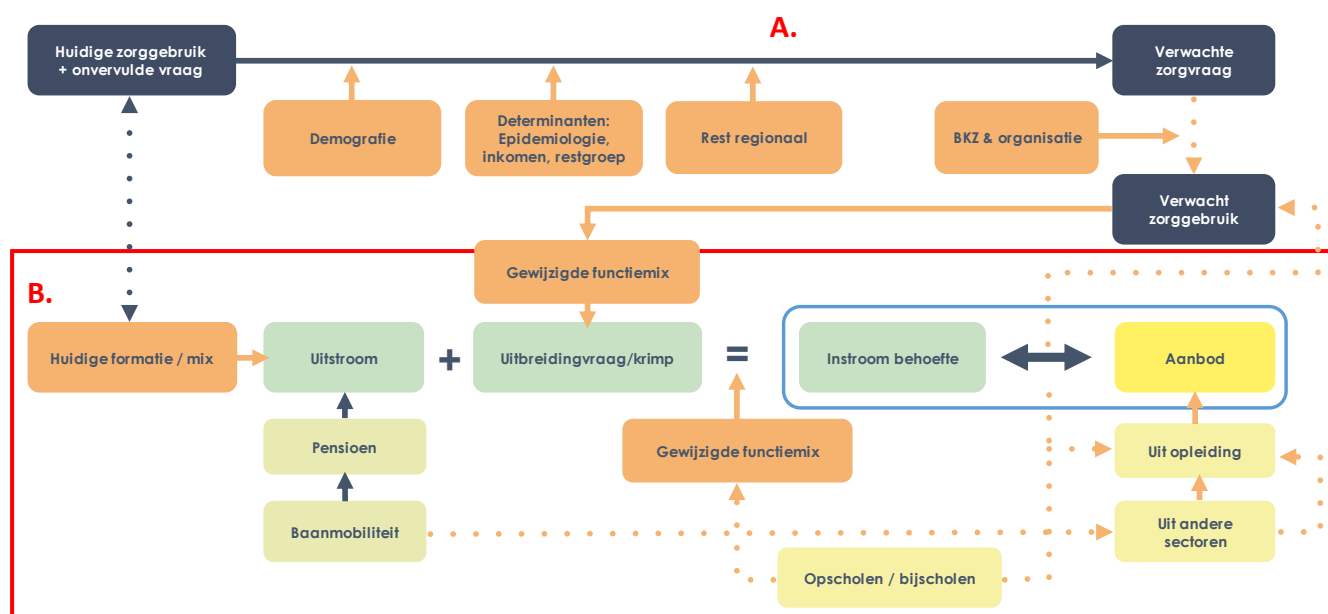 A.
Huidige zorggebruik
+ onvervulde vraag
Verwachte
zorgvraag
Demografie
Determinanten:
Epidemiologie,
inkomen, restgroep
Rest regionaal
BKZ & organisatie
Verwacht
zorggebruik
Gewijzigde functiemix
B.
Huidige formatie / mix
Uitstroom
+
Uitbreidingvraag/krimp
=
Instroom behoefte
Aanbod
Pensioen
Gewijzigde functiemix
Uit opleiding
Baanmobiliteit
Uit andere
sectoren
Opscholen / bijscholen